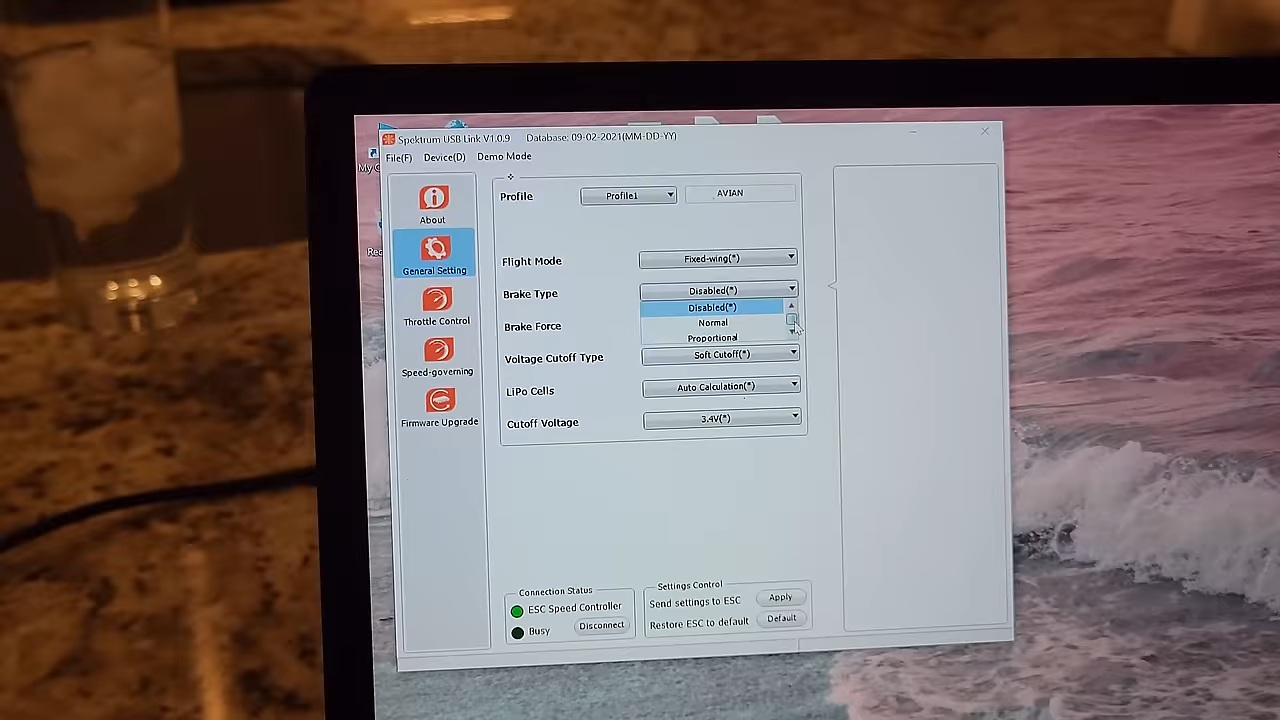 Spektrum USB Link V1.0.9 Database: 09-02-2021(MM-DD-YY)
File(F) Device(D) Demo Mode
About
General Setting
Throttle Control
Speed-governing
Firmware Upgrade
Profile Profile1 AVIAN
Flight Mode Fixed-wing(*)
Brake Type Disabled(*)
Disabled(*)
Normal
Brake Force
Proportional
Voltage Cutoff Type Soft Cutoff(*)
LiPo Cells Auto Calculation(*)
Cutoff Voltage 3.4V(*)
Connection Status
ESC Speed Controller
Busy Disconnect
Settings Control
Send settings to ESC Apply
Restore ESC to default Default